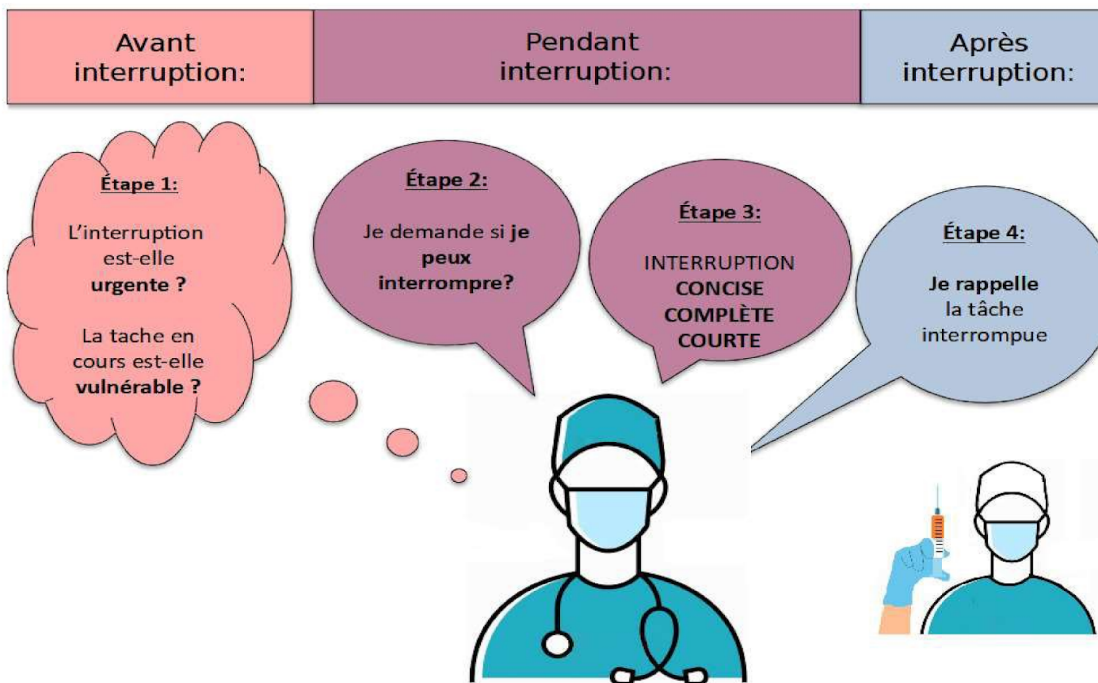 Avant
interruption:
Pendant
interruption:
Après
interruption:
Étape 1:
L’interruption
est-elle
urgente ?
La tache en
cours est-elle
vulnérable ?
Étape 2:
Je demande si je
peux
interrompre?
Étape 3:
INTERRUPTION
CONCISE
COMPLÈTE
COURTE
Étape 4:
Je rappelle
la tâche
interrompue